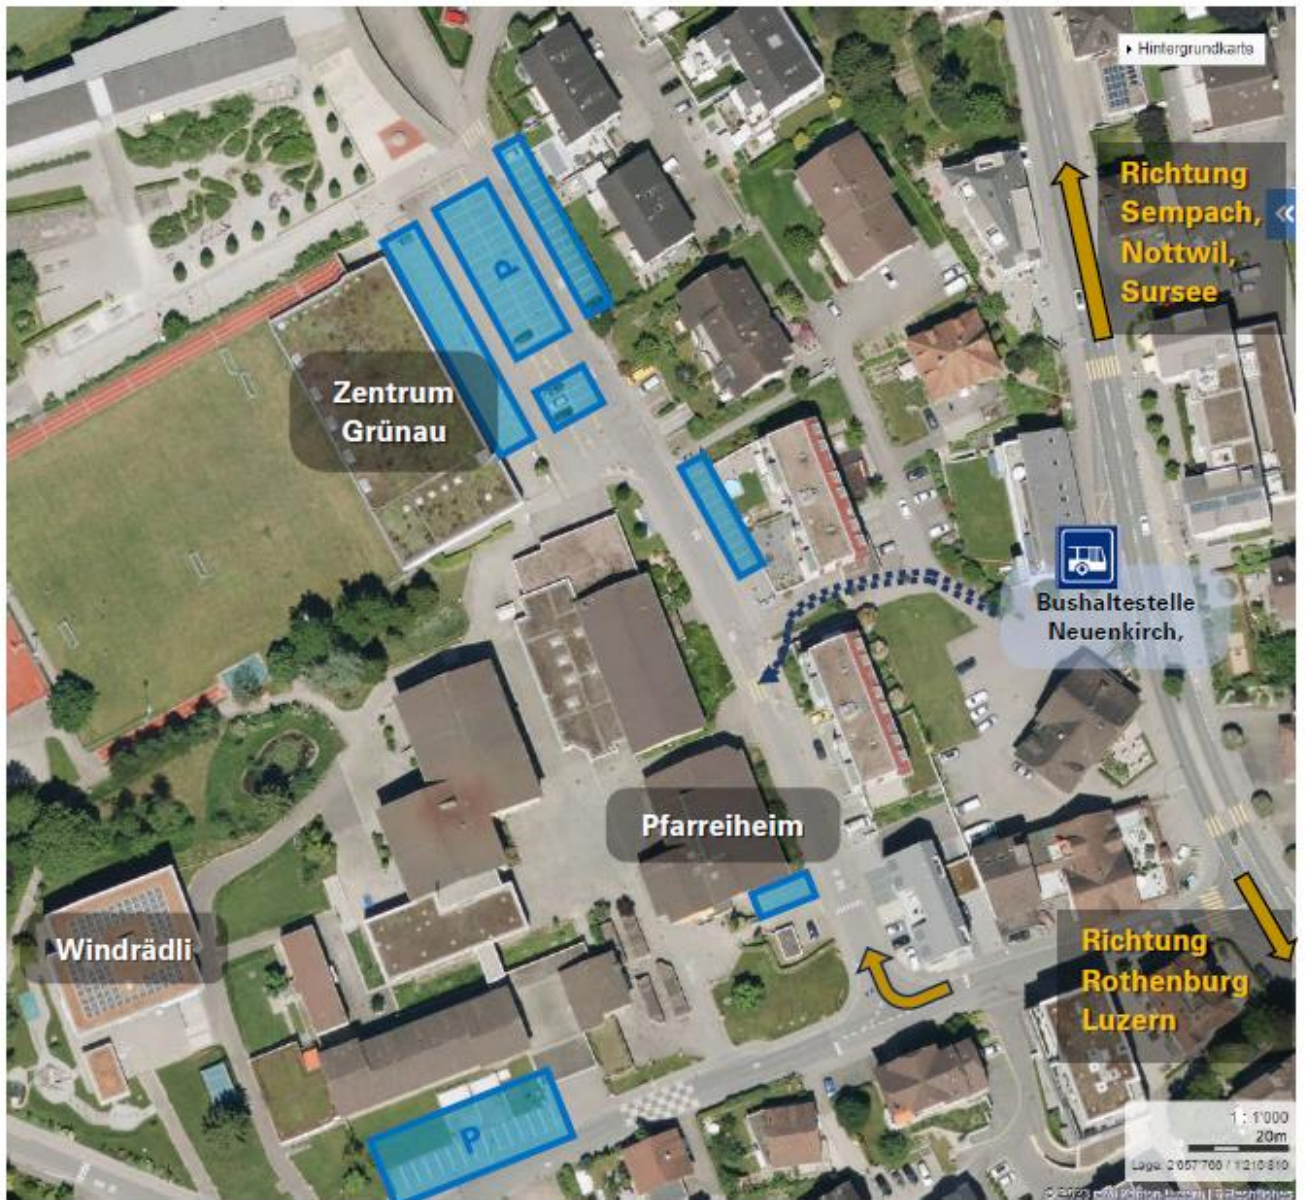 Hintergrundkarte
Richtung
Sempach,
Nottwil,
Sursee
P
Zentrum
Grünau
Bushaltestelle
Neuenkirch,
Pfarreiheim
Windrädli
Richtung
Rothenburg
Luzern
P
1 : 1'000
20m